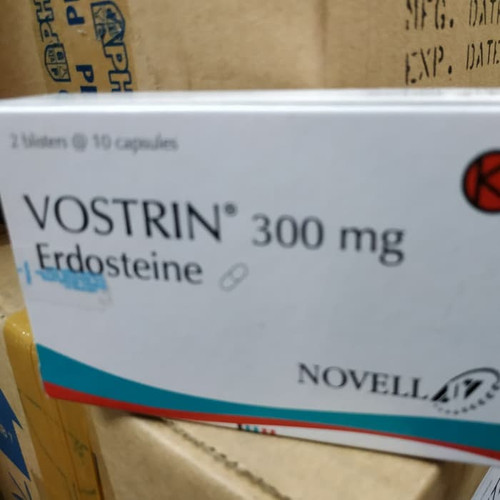 MFG. DATE
EXP. DATE
2 blisters @ 10 capsules
K
VOSTRIN® 300 mg
Erdosteine
NOVELL